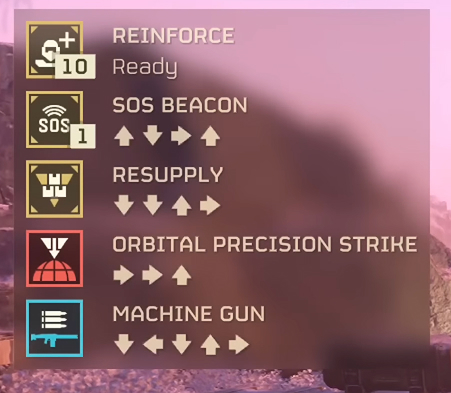 REINFORCE
10
Ready
SOS BEACON
SOS
1
↑ ↓ → ↑
RESUPPLY
↓ ↓ ↑ →
ORBITAL PRECISION STRIKE
→ → ↑
MACHINE GUN
↓ ← ↓ ↑ →